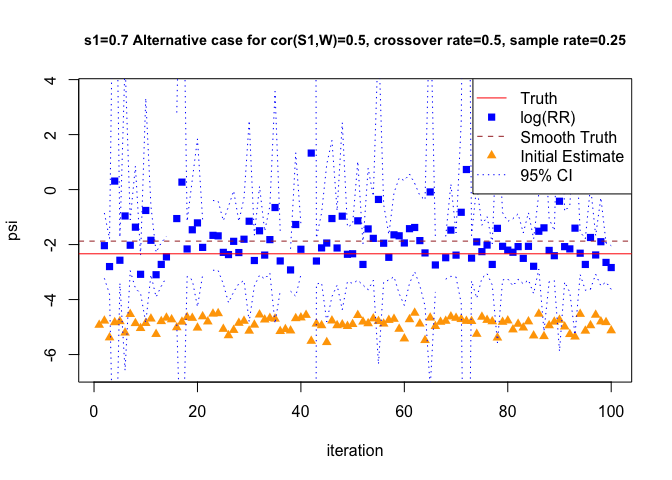 s1=0.7 Alternative case for cor(S1,W)=0.5, crossover rate=0.5, sample rate=0.25
psi
4
2
0
-2
-4
-6
Truth
log(RR)
Smooth Truth
Initial Estimate
95% CI
0
20
40
60
80
100
iteration